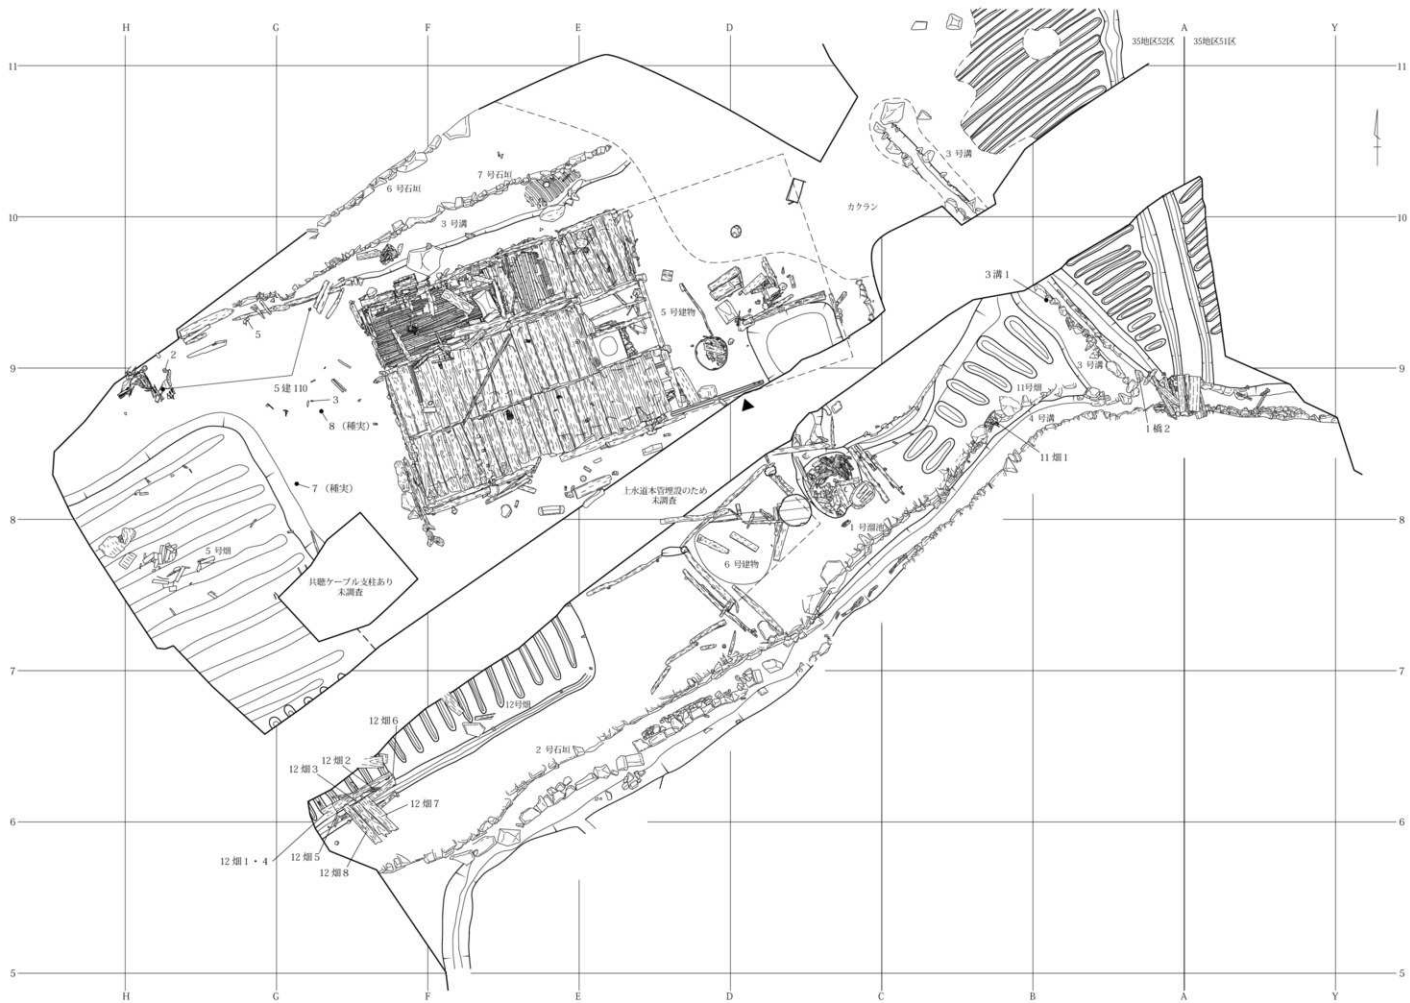 H G F E D A Y
35地区52区 35地区51区
11 11
6 号石垣
7 号石垣
3 号溝
3 号溝
カクラン
10 10
3 溝 1
5
5 号建物
2
9 9
3 号溝
5 建 110
3
11号畑
8（種実）
4 号溝
1 橋 2
11 畑 1
7（種実）
上水道本管埋設のため
未調査
8 8
1 号溜池
5 号畑
6 号建物
共聴ケーブル支柱あり
未調査
7 7
12号畑
12 畑 6
2 号石垣
12 畑 2
12 畑 3
12 畑 7
6 6
12 畑 1・4
12 畑 5
12 畑 8
5 5
H G F E D C B A Y